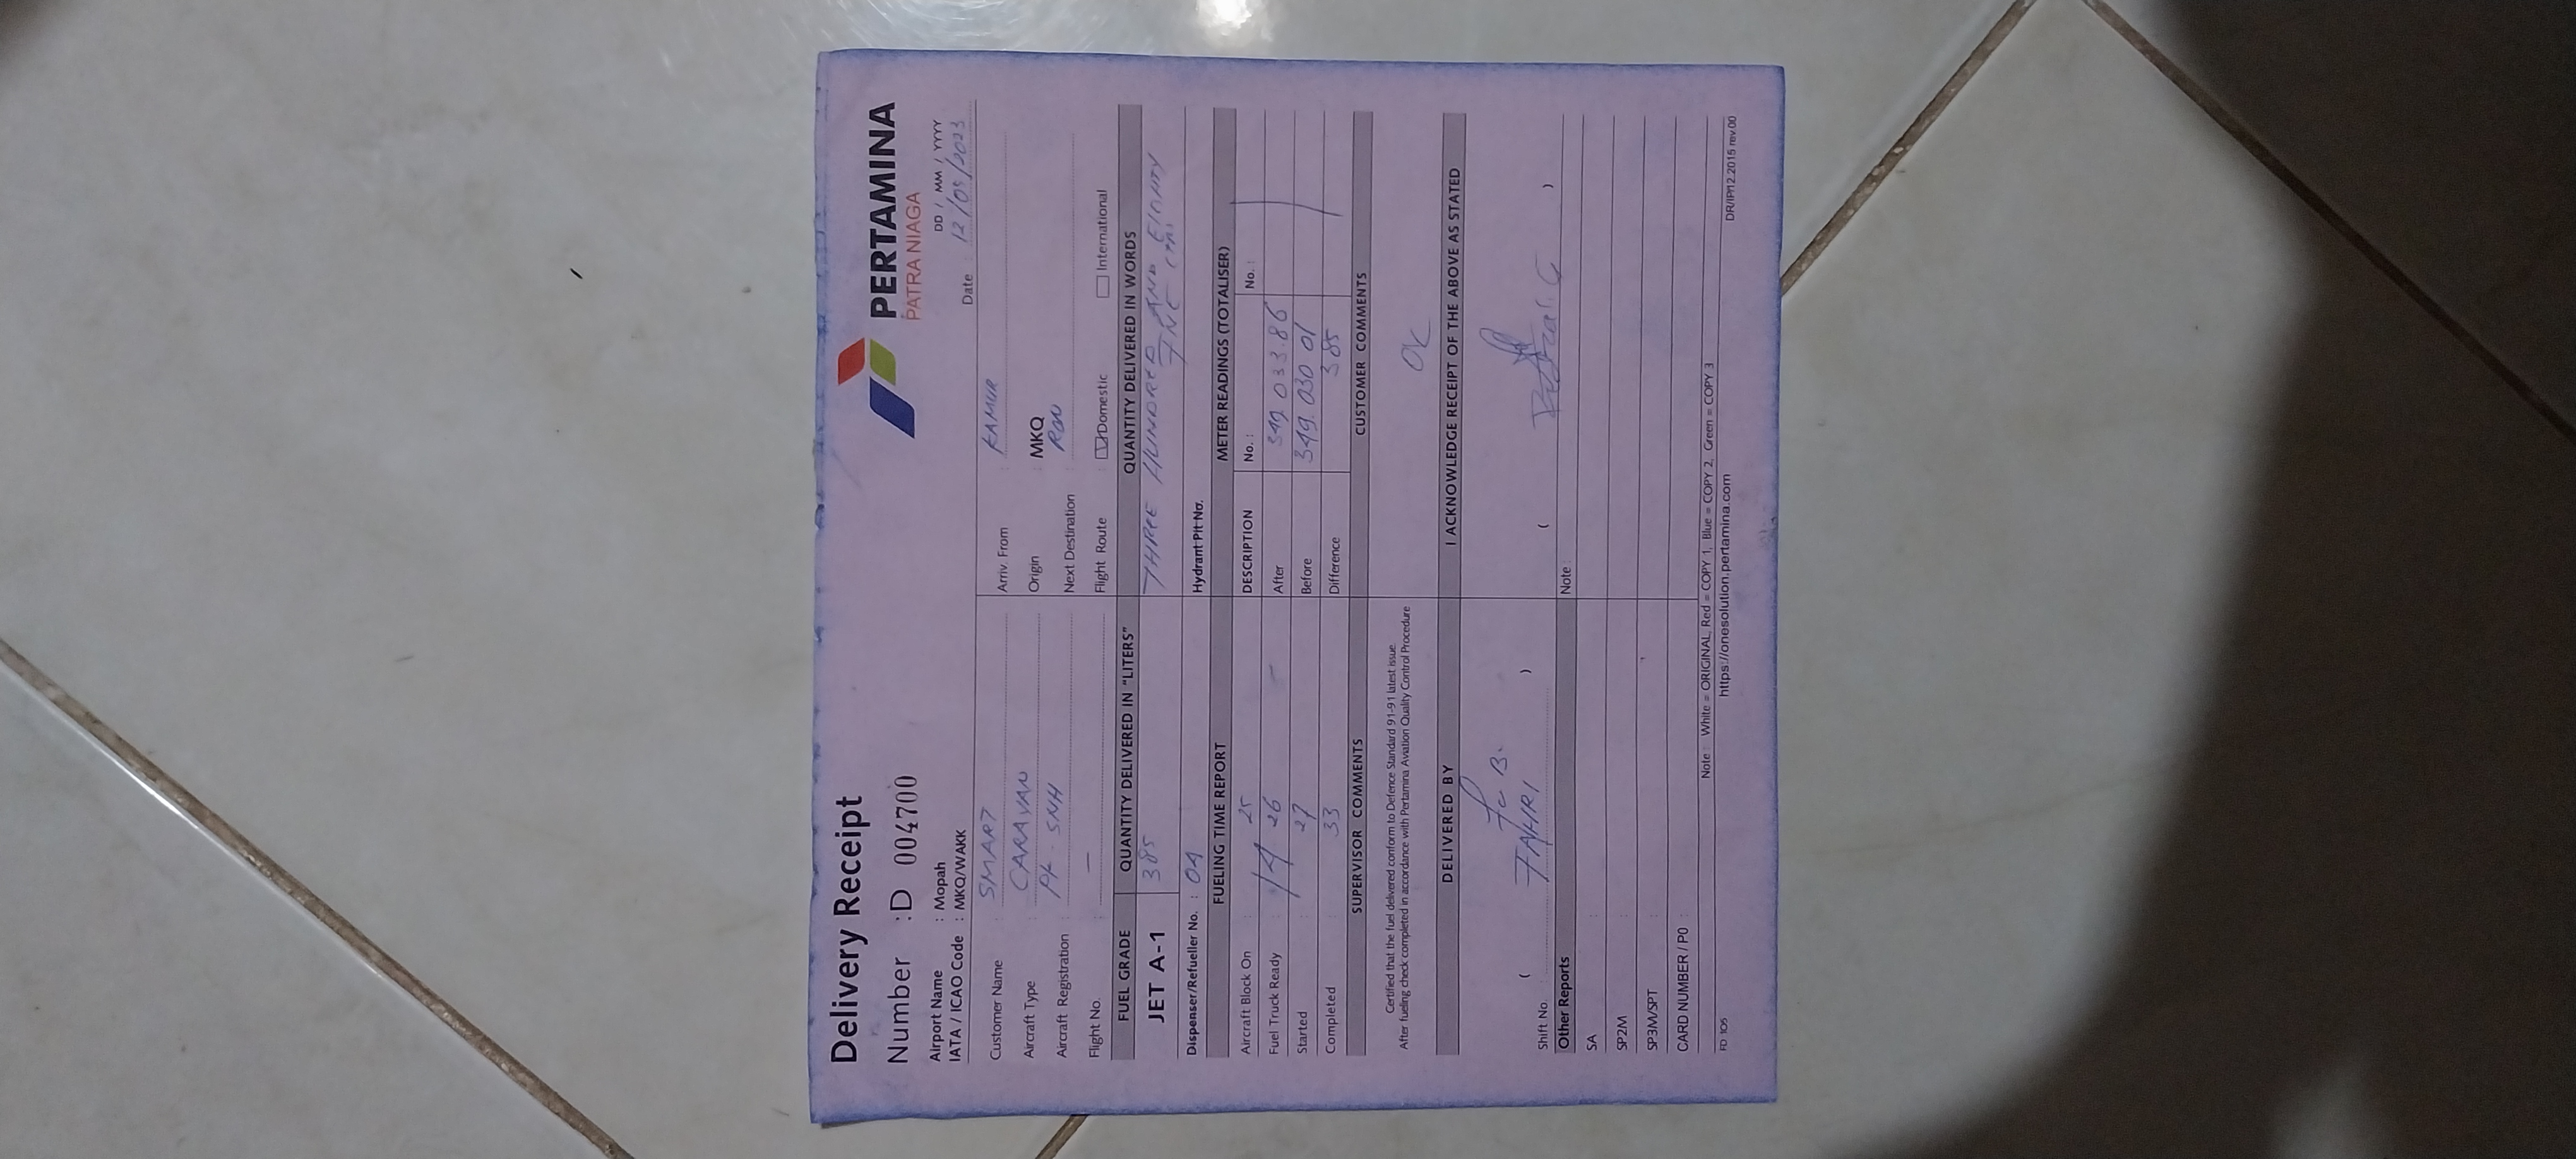 Delivery Receipt
PERTAMINA
PATRA NIAGA
Number : D 004700
Airport Name : Mopah
DD / MM / YYYY
IATA / ICAO Code : MKQ/WAKK
Date : 12/09/2023
Customer Name : SMART
Arriv. From : KAMUR
Aircraft Type : CARAVAN
Origin : MKQ
Aircraft Registration : PK - SNH
Next Destination :
Flight No. : —
Flight Route : Domestic International
FUEL GRADE QUANTITY DELIVERED IN "LITERS" QUANTITY DELIVERED IN WORDS
JET A-1 385 THREE HUNDRED AND EIGHTY
Dispenser/Refueller No. : 04
Hydrant Pit No.
FUELING TIME REPORT METER READINGS (TOTALISER)
Aircraft Block On : 25
DESCRIPTION No. : No. :
Fuel Truck Ready : 14 26
After 349 033.86
Started : 27
Before 349.030 01
Completed : 33
Difference 385
SUPERVISOR COMMENTS CUSTOMER COMMENTS
Certified that the fuel delivered conform to Defence Standard 91-91 latest issue.
After fueling check completed in accordance with Pertamina Aviation Quality Control Procedure
OK
DELIVERED BY I ACKNOWLEDGE RECEIPT OF THE ABOVE AS STATED
FAHRI B.
Shift No ( ) ( )
Other Reports Note
SA :
SP2M :
SP3M/SPT :
CARD NUMBER / PO :
Note : White = ORIGINAL, Red = COPY 1, Blue = COPY 2, Green = COPY 3
FD 105 https://onesolution.pertamina.com DR/IP/12.2015 rev.00